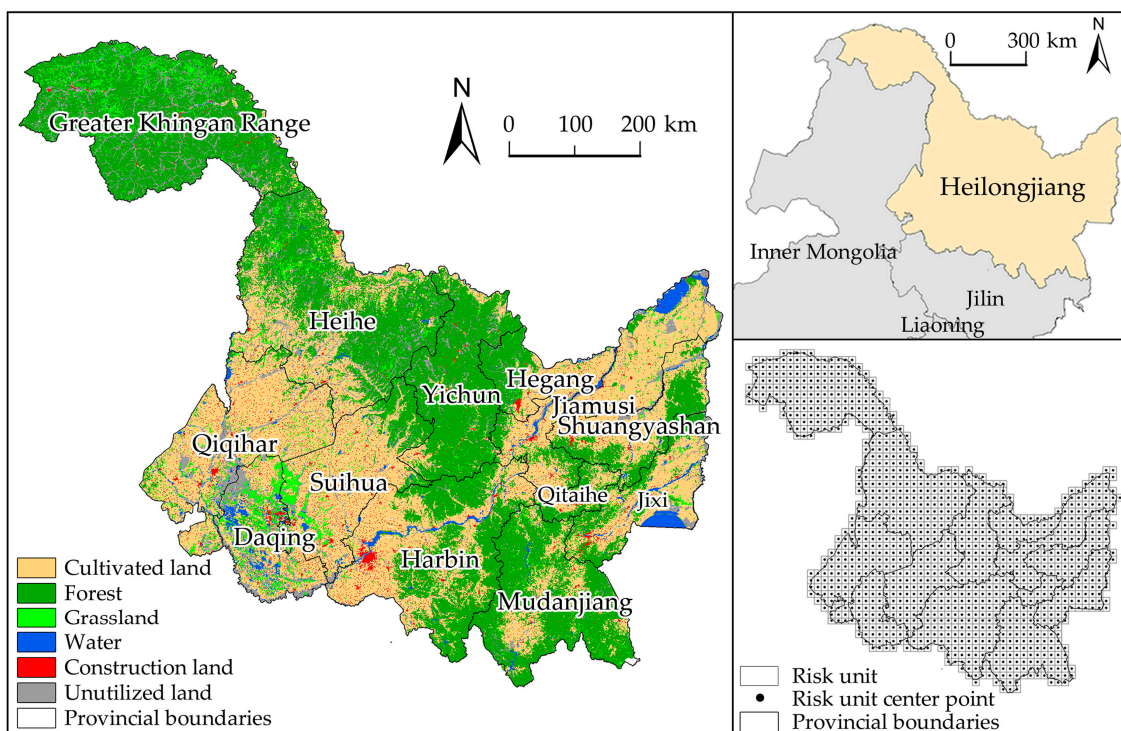 Greater Khingan Range
N
0 100 200 km
Heihe
Yichun
Hegang
Jiamusi
Shuangyashan
Qiqihar
Suihua
Qitaihe
Jixi
Daqing
Harbin
Mudanjiang
Cultivated land
Forest
Grassland
Water
Construction land
Unutilized land
Provincial boundaries
N
0 300 km
Heilongjiang
Inner Mongolia
Jilin
Liaoning
Risk unit
Risk unit center point
Provincial boundaries